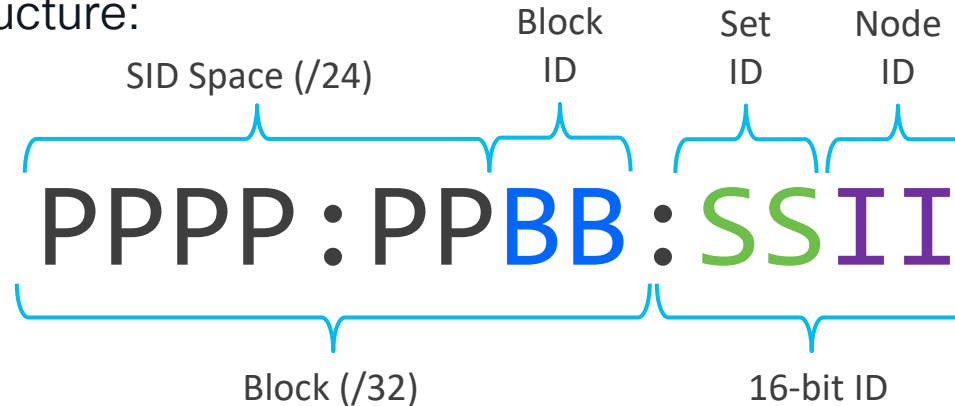 ucture:
SID Space (/24)
Block ID
Set ID
Node ID
PPPP:PPBB:SSII
Block (/32)
16-bit ID